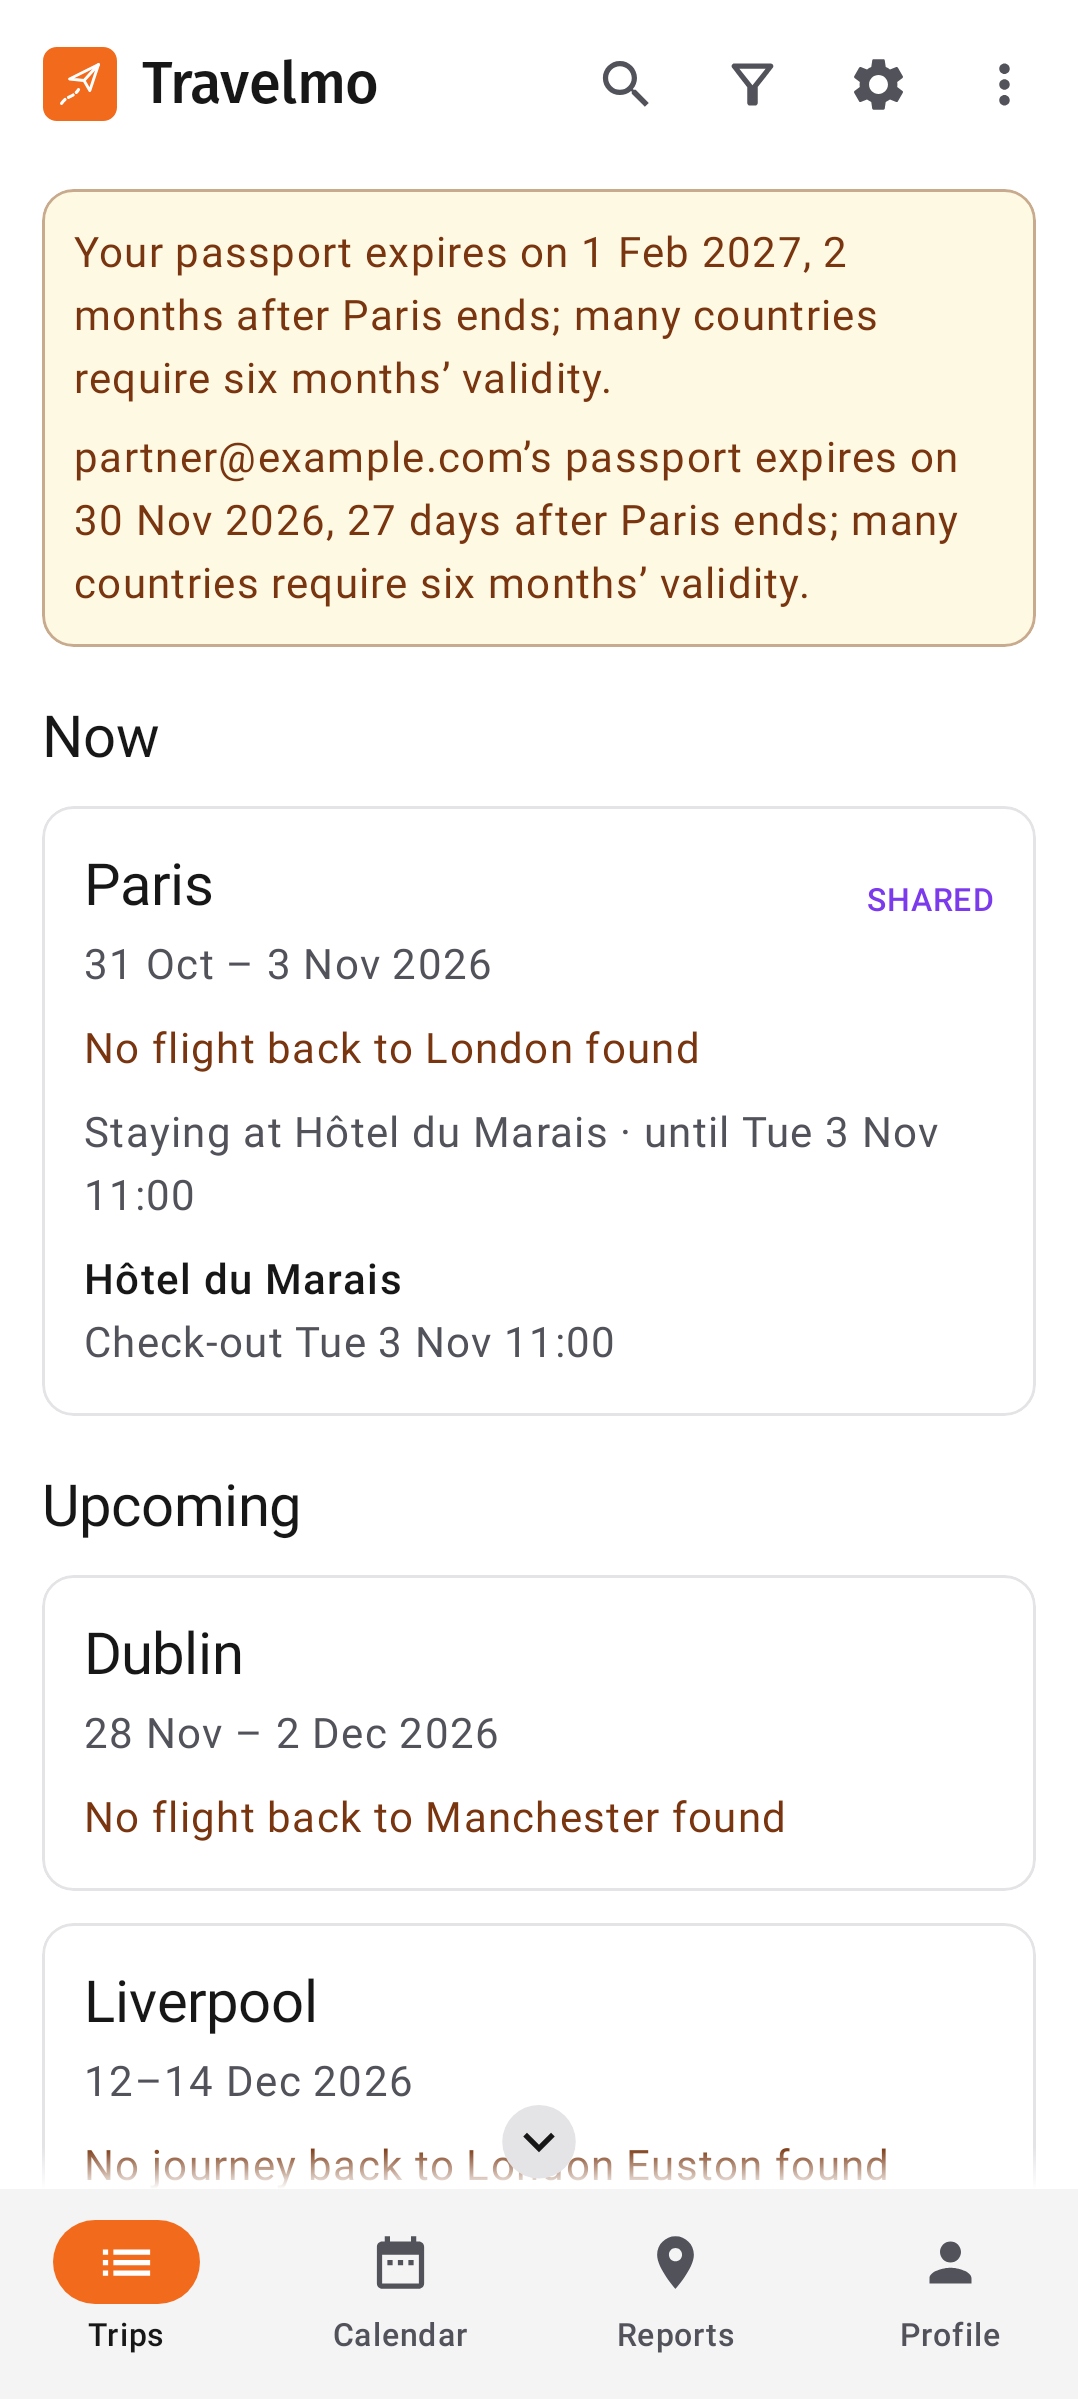 Travelmo
Your passport expires on 1 Feb 2027, 2
months after Paris ends; many countries
require six months’ validity.
partner@example.com’s passport expires on
30 Nov 2026, 27 days after Paris ends; many
countries require six months’ validity.
Now
Paris
SHARED
31 Oct – 3 Nov 2026
No flight back to London found
Staying at Hôtel du Marais · until Tue 3 Nov
11:00
Hôtel du Marais
Check-out Tue 3 Nov 11:00
Upcoming
Dublin
28 Nov – 2 Dec 2026
No flight back to Manchester found
Liverpool
12–14 Dec 2026
No journey back to London Euston found
Trips
Calendar
Reports
Profile